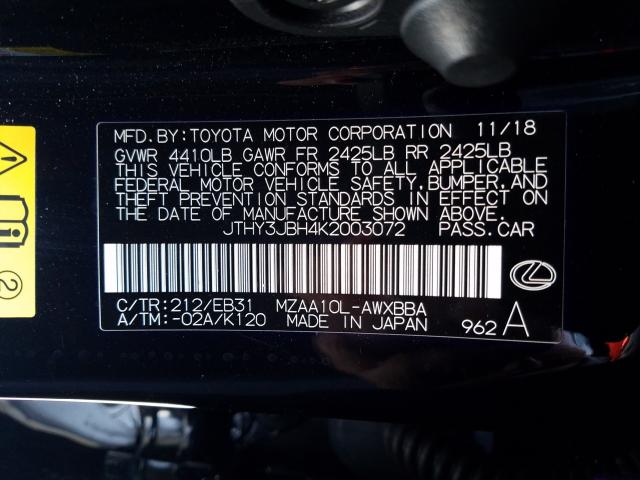 MFD. BY: TOYOTA MOTOR CORPORATION 11/18
GVWR 4410LB GAWR FR 2425LB RR 2425LB
THIS VEHICLE CONFORMS TO ALL APPLICABLE
FEDERAL MOTOR VEHICLE SAFETY, BUMPER, AND
THEFT PREVENTION STANDARDS IN EFFECT ON
THE DATE OF MANUFACTURE SHOWN ABOVE.
JTHY3JBH4K2003072 PASS. CAR
C/TR: 212/EB31 MZAA10L-AWXBBA
A/TM: -02A/K120 MADE IN JAPAN 962 A
2